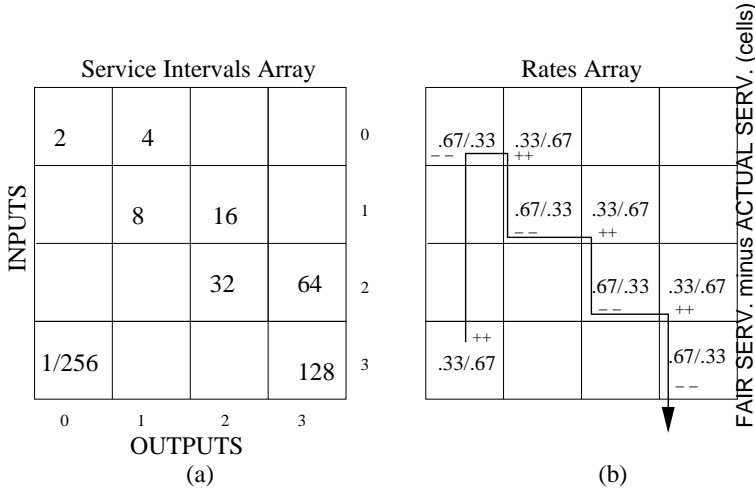 Service Intervals Array
2 4 0
8 16 1
32 64 2
1/256 128 3
0 1 2 3
INPUTS
OUTPUTS
(a)
Rates Array
.67/.33 .33/.67
− − ++
.67/.33 .33/.67
− − ++
.67/.33 .33/.67
− − ++
++
.33/.67 .67/.33
− −
(b)
FAIR SERV. minus ACTUAL SERV. (cells)